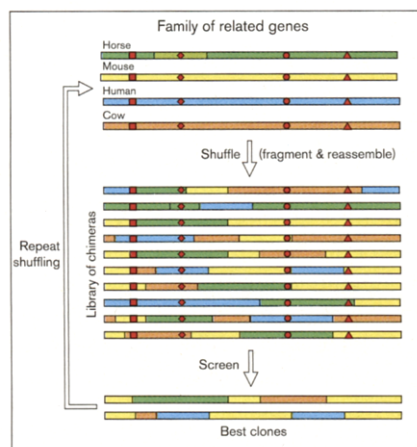 Family of related genes
Horse
Mouse
Human
Cow
Shuffle (fragment & reassemble)
Repeat
shuffling
Library of chimeras
Screen
Best clones